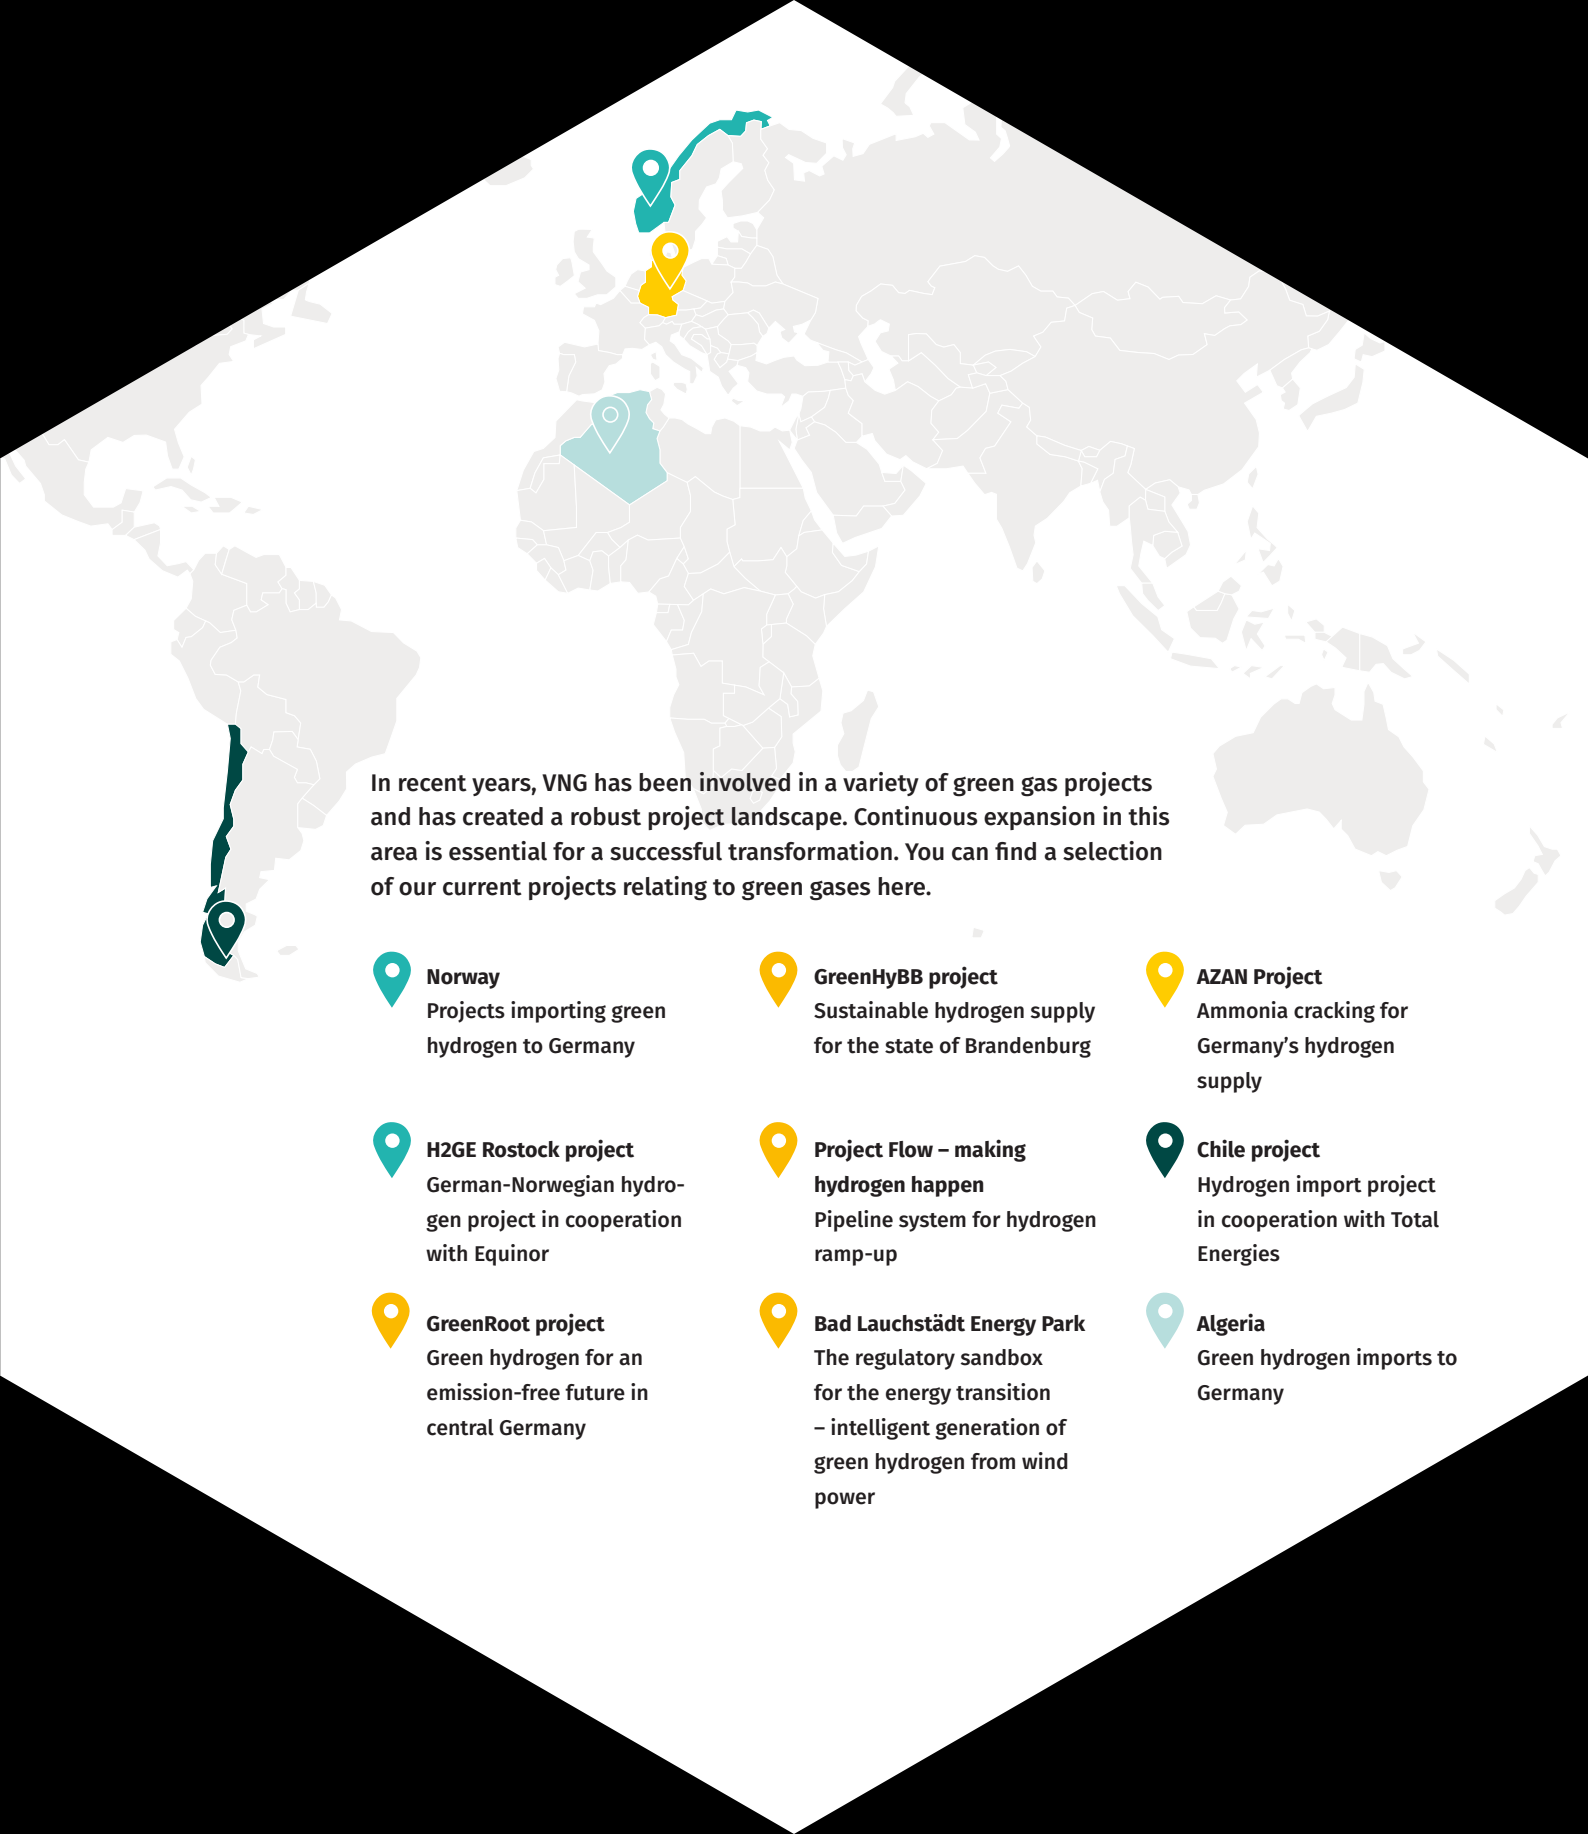 In recent years, VNG has been involved in a variety of green gas projects
and has created a robust project landscape. Continuous expansion in this
area is essential for a successful transformation. You can find a selection
of our current projects relating to green gases here.
Norway
Projects importing green
hydrogen to Germany
GreenHyBB project
Sustainable hydrogen supply
for the state of Brandenburg
AZAN Project
Ammonia cracking for
Germany’s hydrogen
supply
H2GE Rostock project
German-Norwegian hydro-
gen project in cooperation
with Equinor
Project Flow – making
hydrogen happen
Pipeline system for hydrogen
ramp-up
Chile project
Hydrogen import project
in cooperation with Total
Energies
GreenRoot project
Green hydrogen for an
emission-free future in
central Germany
Bad Lauchstädt Energy Park
The regulatory sandbox
for the energy transition
– intelligent generation of
green hydrogen from wind
power
Algeria
Green hydrogen imports to
Germany